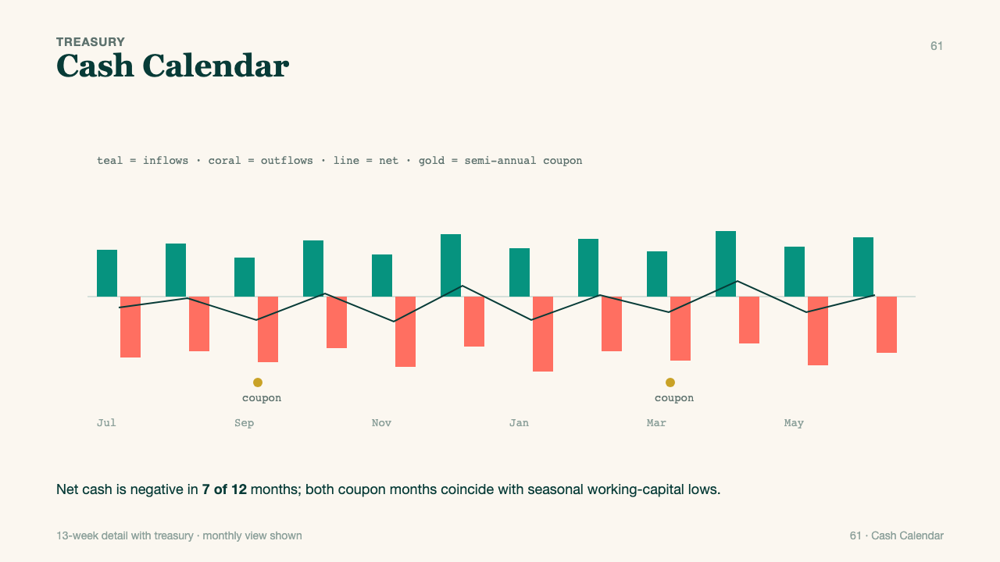 TREASURY
Cash Calendar
61
teal = inflows · coral = outflows · line = net · gold = semi-annual coupon
coupon
coupon
Jul
Sep
Nov
Jan
Mar
May
Net cash is negative in 7 of 12 months; both coupon months coincide with seasonal working-capital lows.
13-week detail with treasury · monthly view shown
61 · Cash Calendar